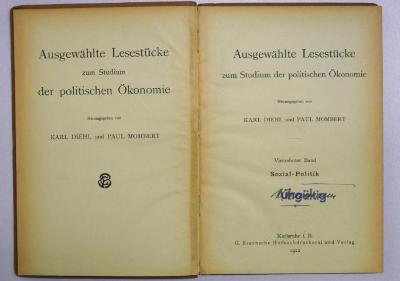 Ausgewählte Lesestücke
zum Studium
der politischen Ökonomie
Herausgegeben von
KARL DIEHL und PAUL MOMBERT
Ausgewählte Lesestücke
zum Studium der politischen Ökonomie
Herausgegeben von
KARL DIEHL und PAUL MOMBERT
Vierzehnter Band
Sozial-Politik
Ungültig
Karlsruhe i. B.
G. Braunsche Hofbuchdruckerei und Verlag